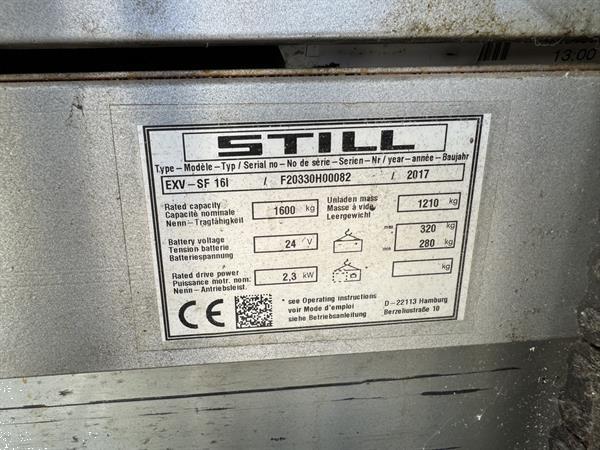 13.00
STILL
Type – Modèle – Typ / Serial no – No de série – Serien – Nr / year – année – Baujahr
EXV – SF 16I / F20330H00082 / 2017
Rated capacity
Capacité nominale
Nenn – Tragfähigkeit
1600 kg
Unladen mass
Masse à vide
Leergewicht
1210 kg
Battery voltage
Tension batterie
Batteriespannung
24 V
max 320 kg
min 280 kg
Rated drive power
Puissance motr. nom.
Nenn – Antriebsleist.
2,3 kW
kg
CE
see Operating instructions
voir Mode d'emploi
siehe Betriebsanleitung
D – 22113 Hamburg
Berzeliusstraße 10